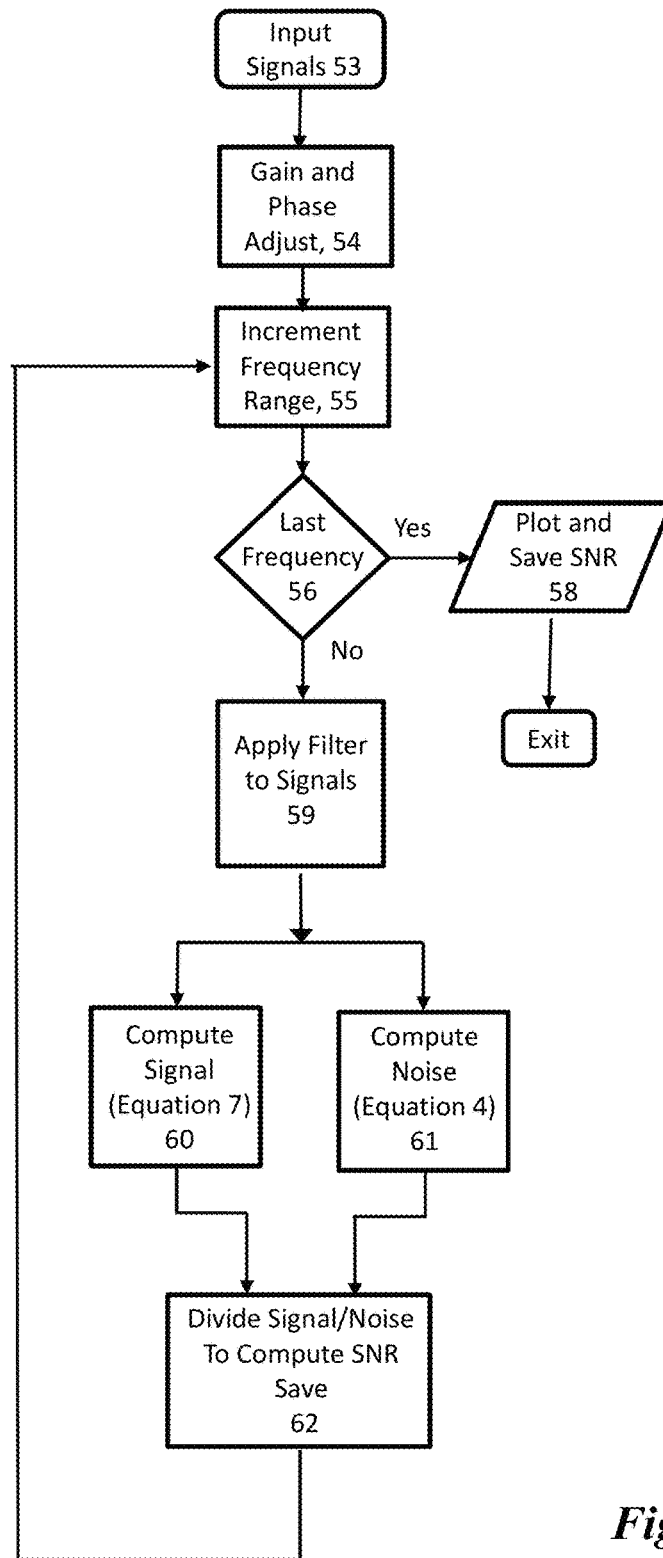 Input
Signals 53
Gain and
Phase
Adjust, 54
Increment
Frequency
Range, 55
Last
Frequency
56
Yes
Plot and
Save SNR
58
No
Exit
Apply Filter
to Signals
59
Compute
Signal
(Equation 7)
60
Compute
Noise
(Equation 4)
61
Divide Signal/Noise
To Compute SNR
Save
62
Fig